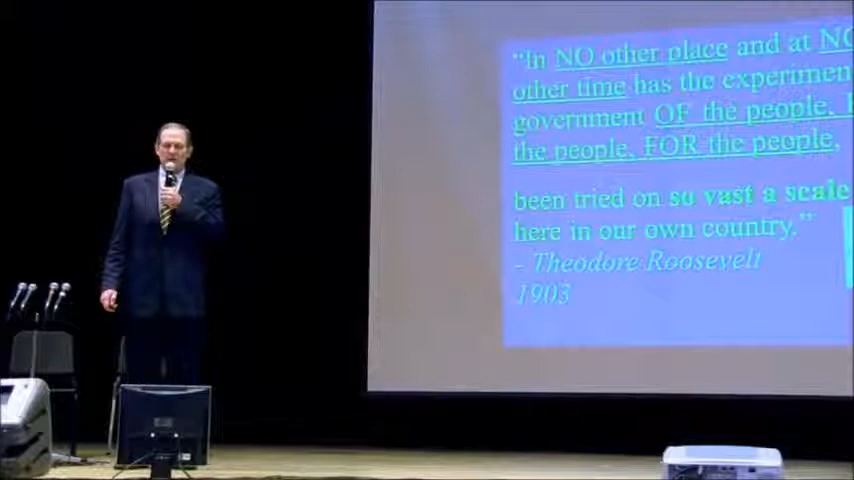 "In NO other place and at NO
other time has the experimen
government OF the people,
the people, FOR the people,
been tried on so vast a scale
here in our own country."
- Theodore Roosevelt
1903